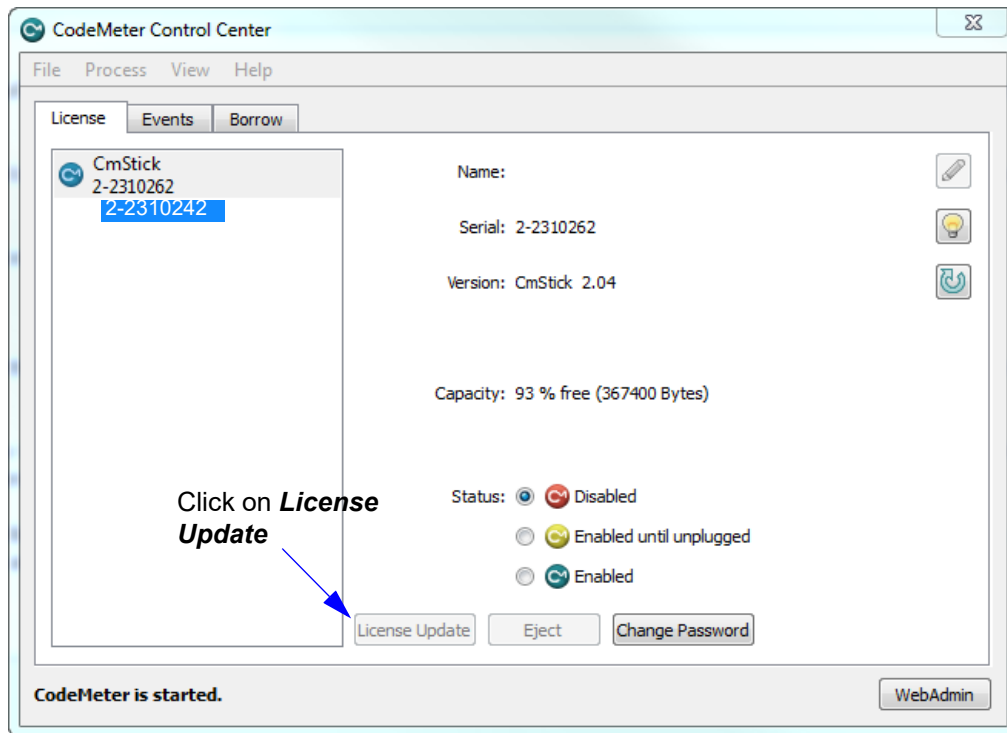 CodeMeter Control Center
File Process View Help
License Events Borrow
CmStick
2-2310262
2-2310242
Name:
Serial: 2-2310262
Version: CmStick 2.04
Capacity: 93 % free (367400 Bytes)
Status: Disabled
Enabled until unplugged
Enabled
Click on License
Update
License Update Eject Change Password
CodeMeter is started.
WebAdmin